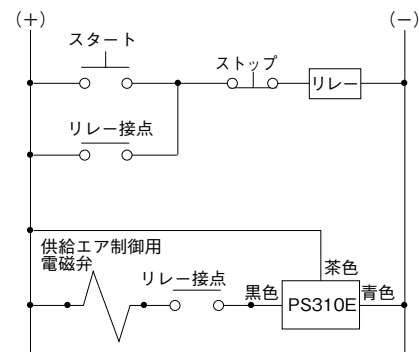 (+)
(−)
スタート
ストップ
リレー
リレー接点
供給エア制御用
電磁弁
リレー接点
黒色
茶色
PS310E
青色